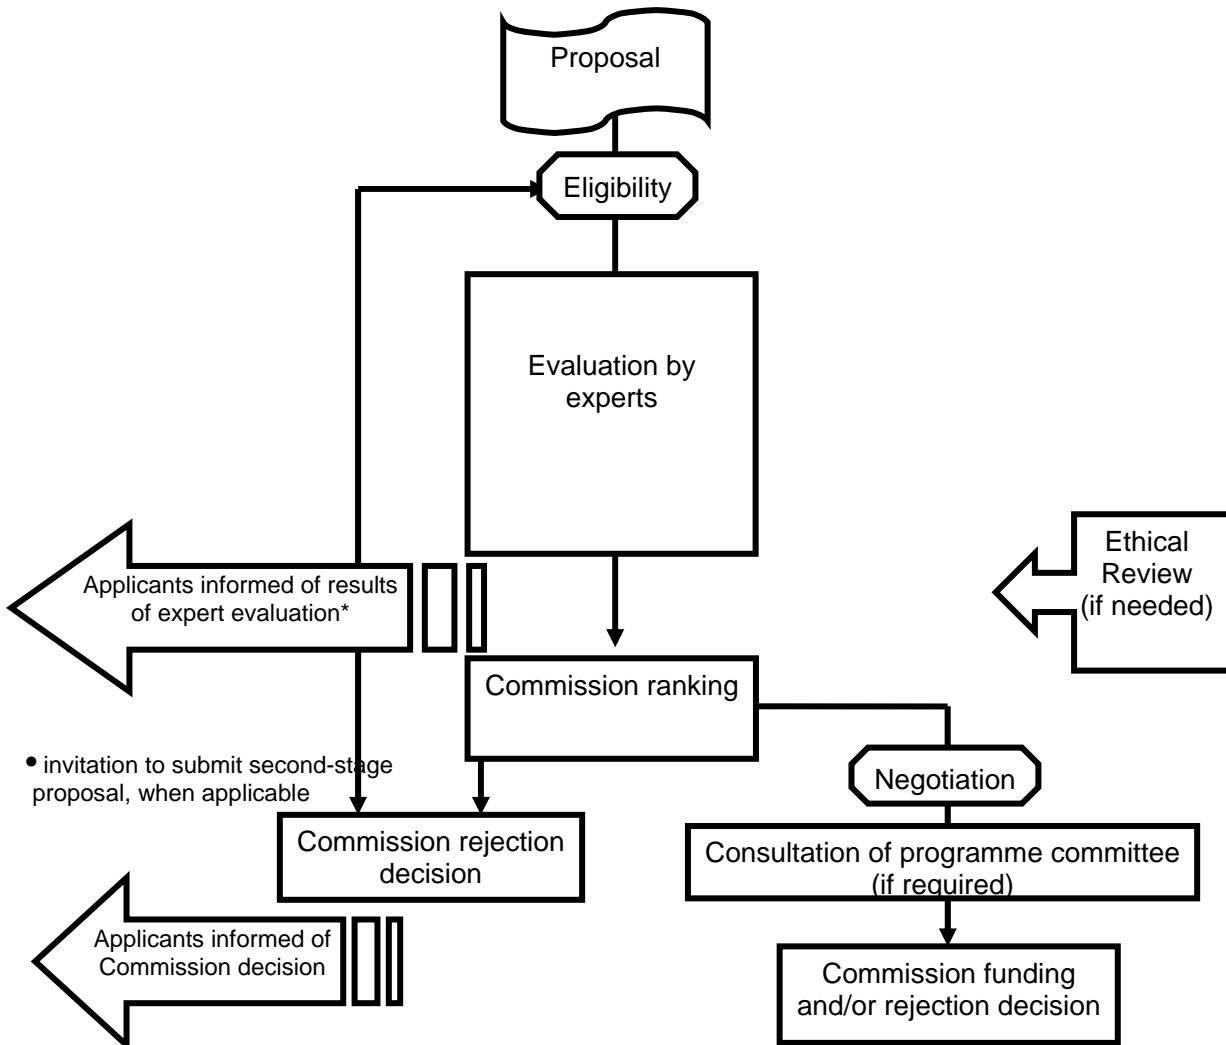 Proposal
Eligibility
Evaluation by
experts
Applicants informed of results
of expert evaluation*
Ethical
Review
(if needed)
Commission ranking
• invitation to submit second-stage
proposal, when applicable
Negotiation
Commission rejection
decision
Consultation of programme committee
(if required)
Applicants informed of
Commission decision
Commission funding
and/or rejection decision